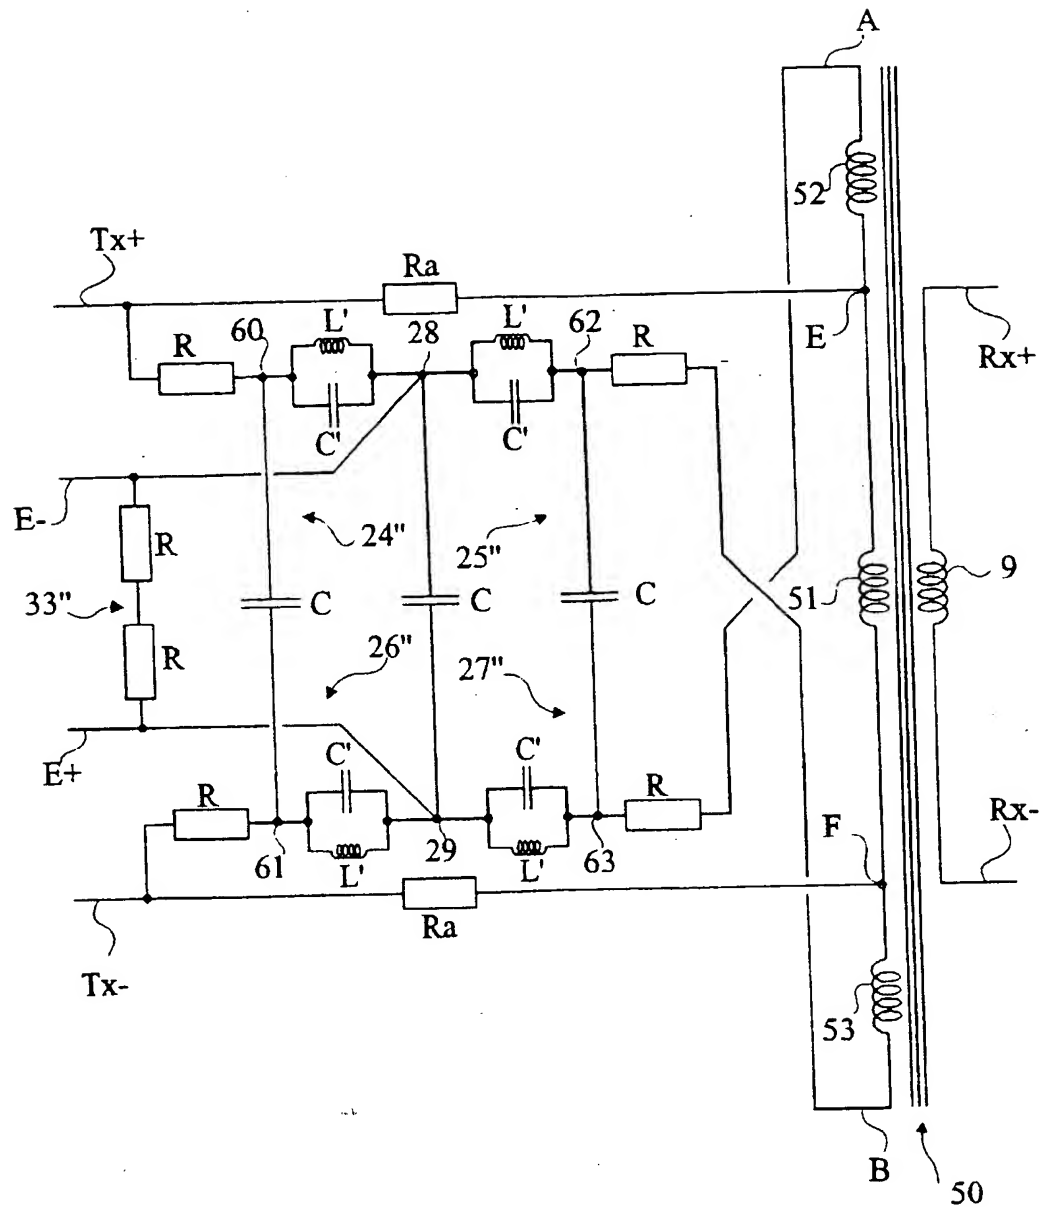 A
52
Tx+
Ra
E
Rx+
60
L'
28
L'
62
R
R
C'
C'
E-
R
24"
25"
51
9
33"
C
C
C
R
26"
27"
E+
C'
C'
R
R
Rx-
61
L'
29
L'
63
F
Ra
Tx-
53
B
50